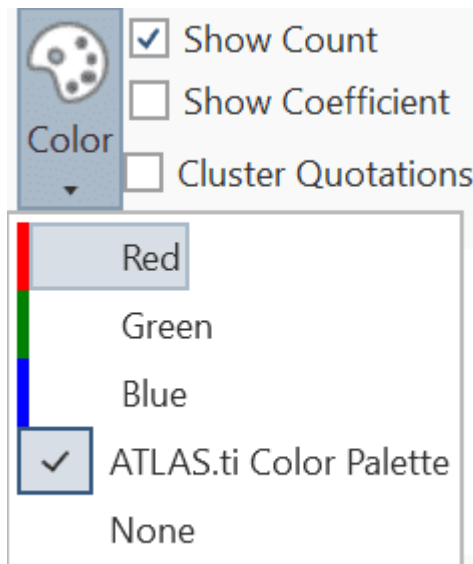 Show Count
Show Coefficient
Color
Cluster Quotations
Red
Green
Blue
ATLAS.ti Color Palette
None